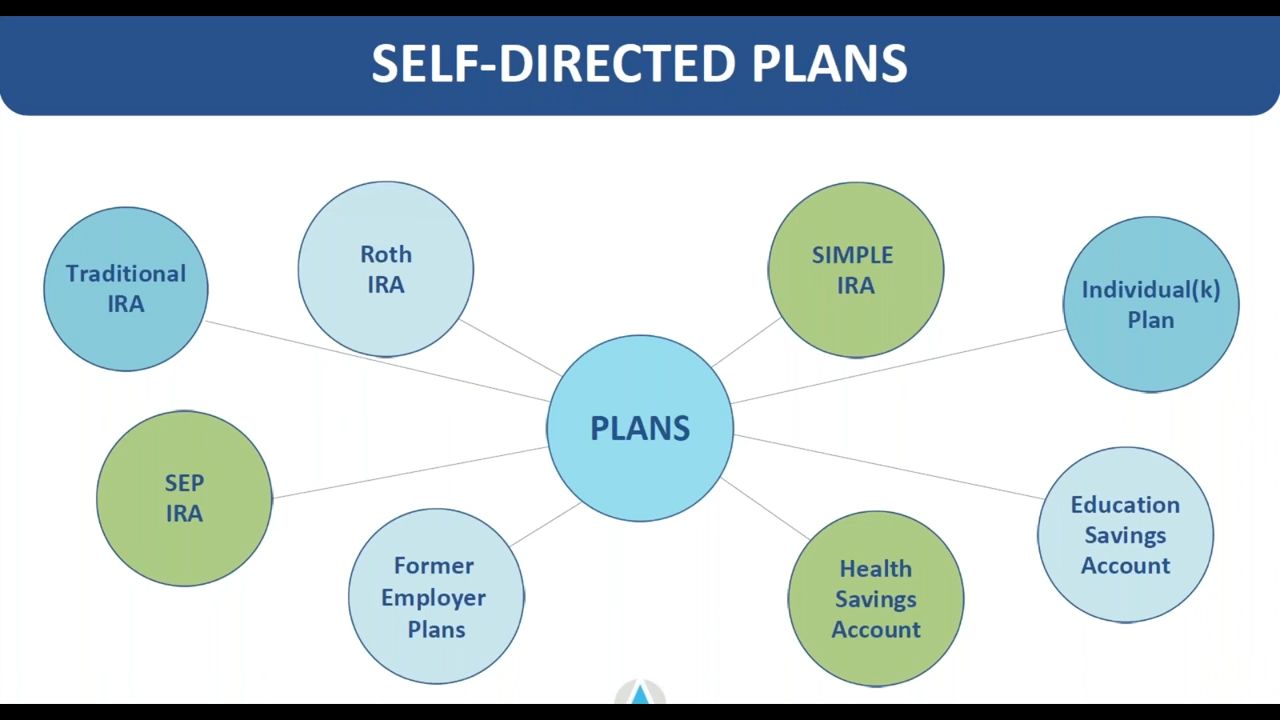 SELF-DIRECTED PLANS
Traditional
IRA
Roth
IRA
SIMPLE
IRA
Individual(k)
Plan
PLANS
SEP
IRA
Former
Employer
Plans
Health
Savings
Account
Education
Savings
Account